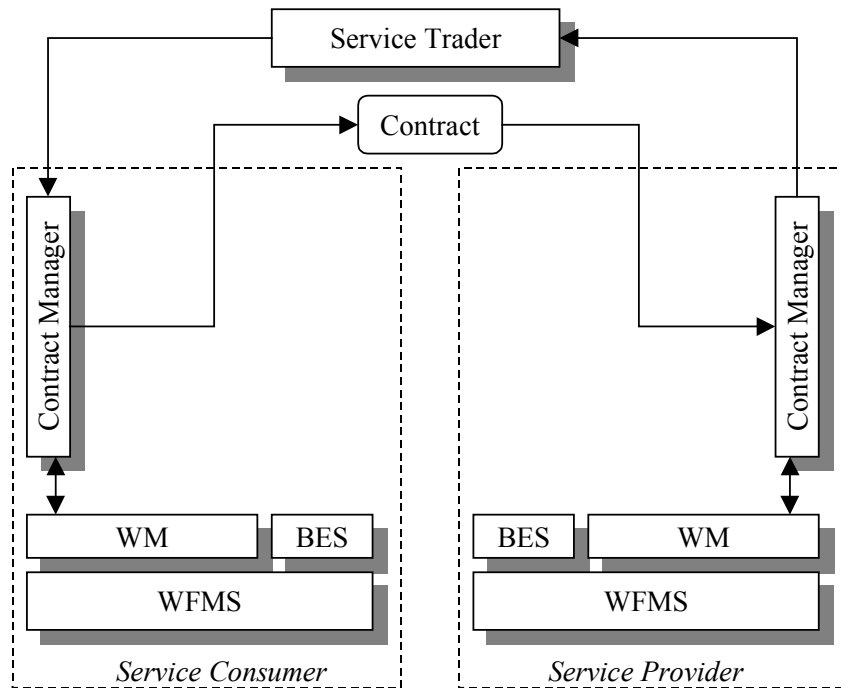 Service Trader
Contract
Contract Manager
Contract Manager
WM
BES
BES
WM
WFMS
WFMS
Service Consumer
Service Provider